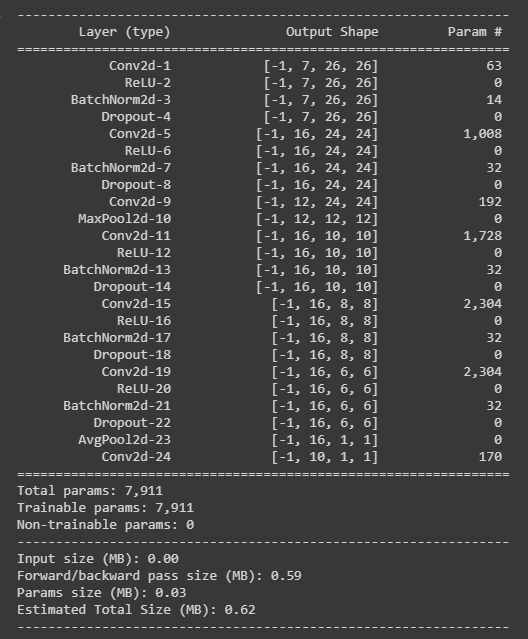 ----------------------------------------------------------------
Layer (type) Output Shape Param #
================================================================
Conv2d-1 [-1, 7, 26, 26] 63
ReLU-2 [-1, 7, 26, 26] 0
BatchNorm2d-3 [-1, 7, 26, 26] 14
Dropout-4 [-1, 7, 26, 26] 0
Conv2d-5 [-1, 16, 24, 24] 1,008
ReLU-6 [-1, 16, 24, 24] 0
BatchNorm2d-7 [-1, 16, 24, 24] 32
Dropout-8 [-1, 16, 24, 24] 0
Conv2d-9 [-1, 12, 24, 24] 192
MaxPool2d-10 [-1, 12, 12, 12] 0
Conv2d-11 [-1, 16, 10, 10] 1,728
ReLU-12 [-1, 16, 10, 10] 0
BatchNorm2d-13 [-1, 16, 10, 10] 32
Dropout-14 [-1, 16, 10, 10] 0
Conv2d-15 [-1, 16, 8, 8] 2,304
ReLU-16 [-1, 16, 8, 8] 0
BatchNorm2d-17 [-1, 16, 8, 8] 32
Dropout-18 [-1, 16, 8, 8] 0
Conv2d-19 [-1, 16, 6, 6] 2,304
ReLU-20 [-1, 16, 6, 6] 0
BatchNorm2d-21 [-1, 16, 6, 6] 32
Dropout-22 [-1, 16, 6, 6] 0
AvgPool2d-23 [-1, 16, 1, 1] 0
Conv2d-24 [-1, 10, 1, 1] 170
================================================================
Total params: 7,911
Trainable params: 7,911
Non-trainable params: 0
----------------------------------------------------------------
Input size (MB): 0.00
Forward/backward pass size (MB): 0.59
Params size (MB): 0.03
Estimated Total Size (MB): 0.62
----------------------------------------------------------------